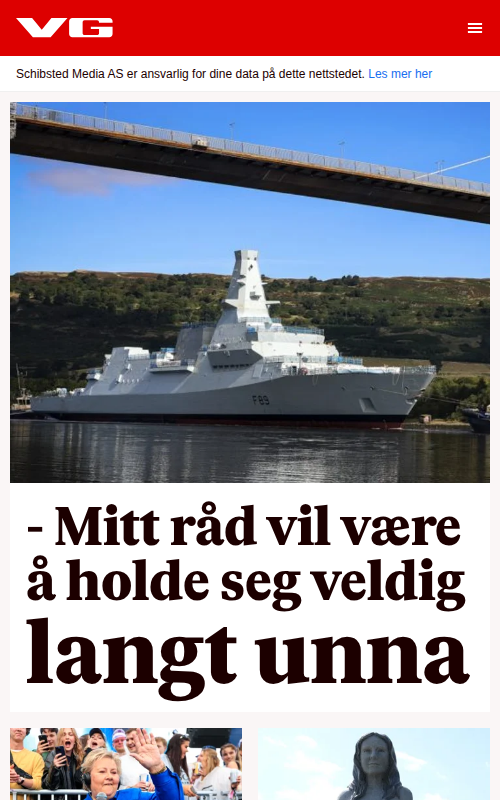 VG
Schibsted Media AS er ansvarlig for dine data på dette nettstedet. Les mer her
F89
- Mitt råd vil være
å holde seg veldig
langt unna